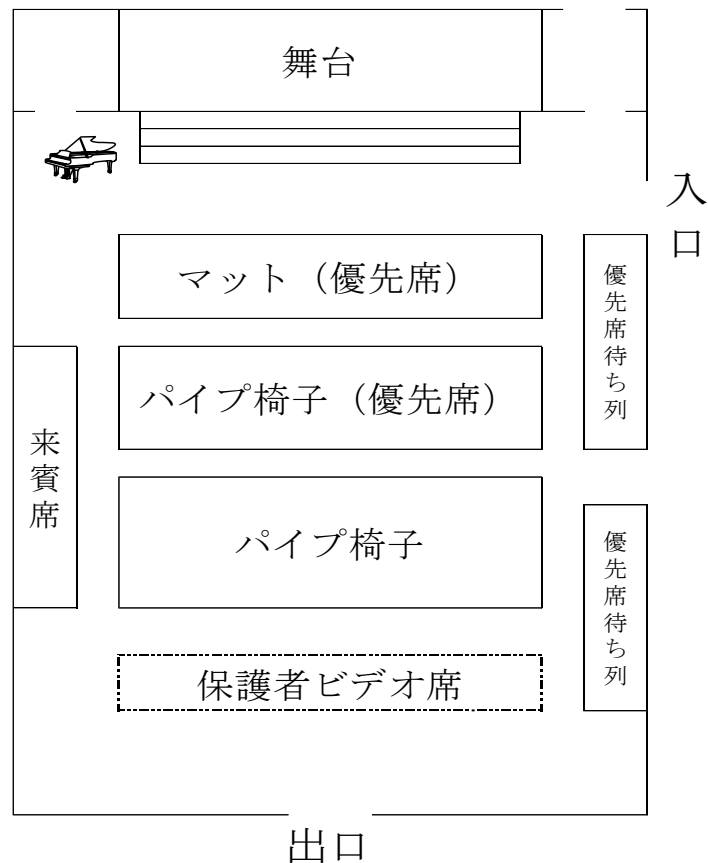 舞台
入口
マット（優先席）
優先席待ち列
パイプ椅子（優先席）
来賓席
パイプ椅子
優先席待ち列
保護者ビデオ席
出口